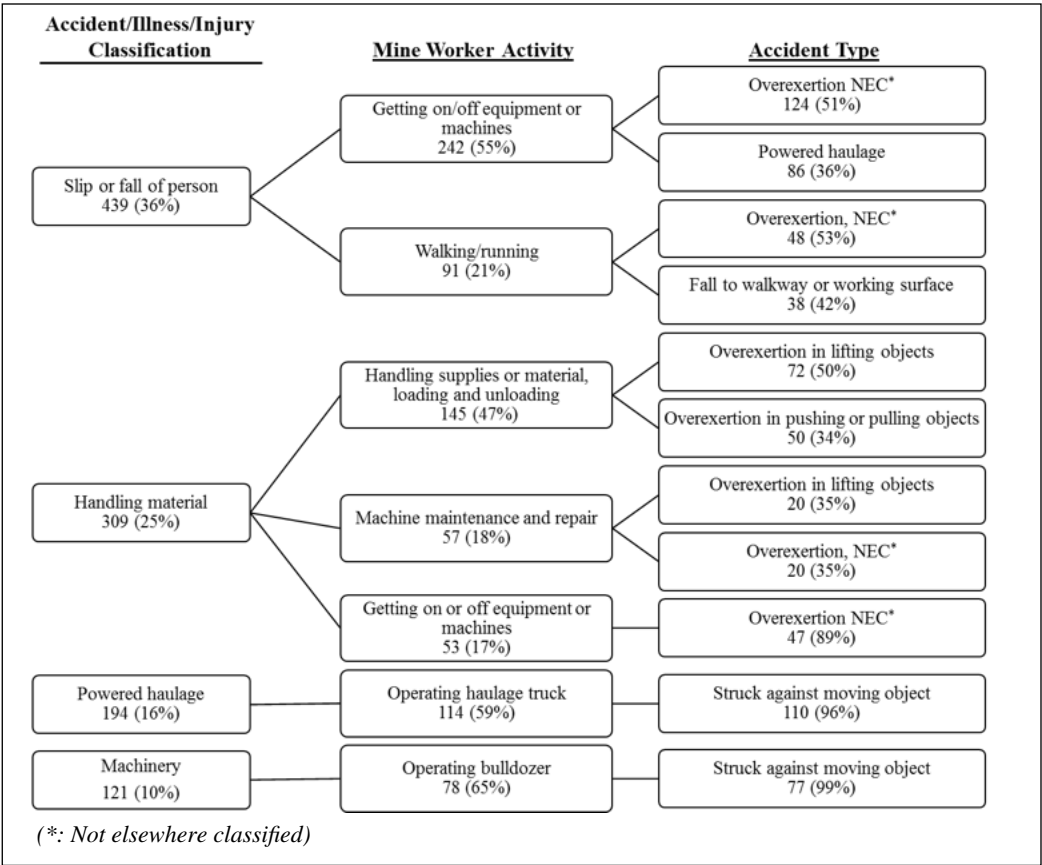 Accident/Illness/Injury
Classification
Mine Worker Activity
Accident Type
Slip or fall of person
439 (36%)
Getting on/off equipment or
machines
242 (55%)
Overexertion NEC*
124 (51%)
Powered haulage
86 (36%)
Walking/running
91 (21%)
Overexertion, NEC*
48 (53%)
Fall to walkway or working surface
38 (42%)
Handling material
309 (25%)
Handling supplies or material,
loading and unloading
145 (47%)
Overexertion in lifting objects
72 (50%)
Overexertion in pushing or pulling objects
50 (34%)
Machine maintenance and repair
57 (18%)
Overexertion in lifting objects
20 (35%)
Overexertion, NEC*
20 (35%)
Getting on or off equipment or
machines
53 (17%)
Overexertion NEC*
47 (89%)
Powered haulage
194 (16%)
Operating haulage truck
114 (59%)
Struck against moving object
110 (96%)
Machinery
121 (10%)
Operating bulldozer
78 (65%)
Struck against moving object
77 (99%)
(*: Not elsewhere classified)